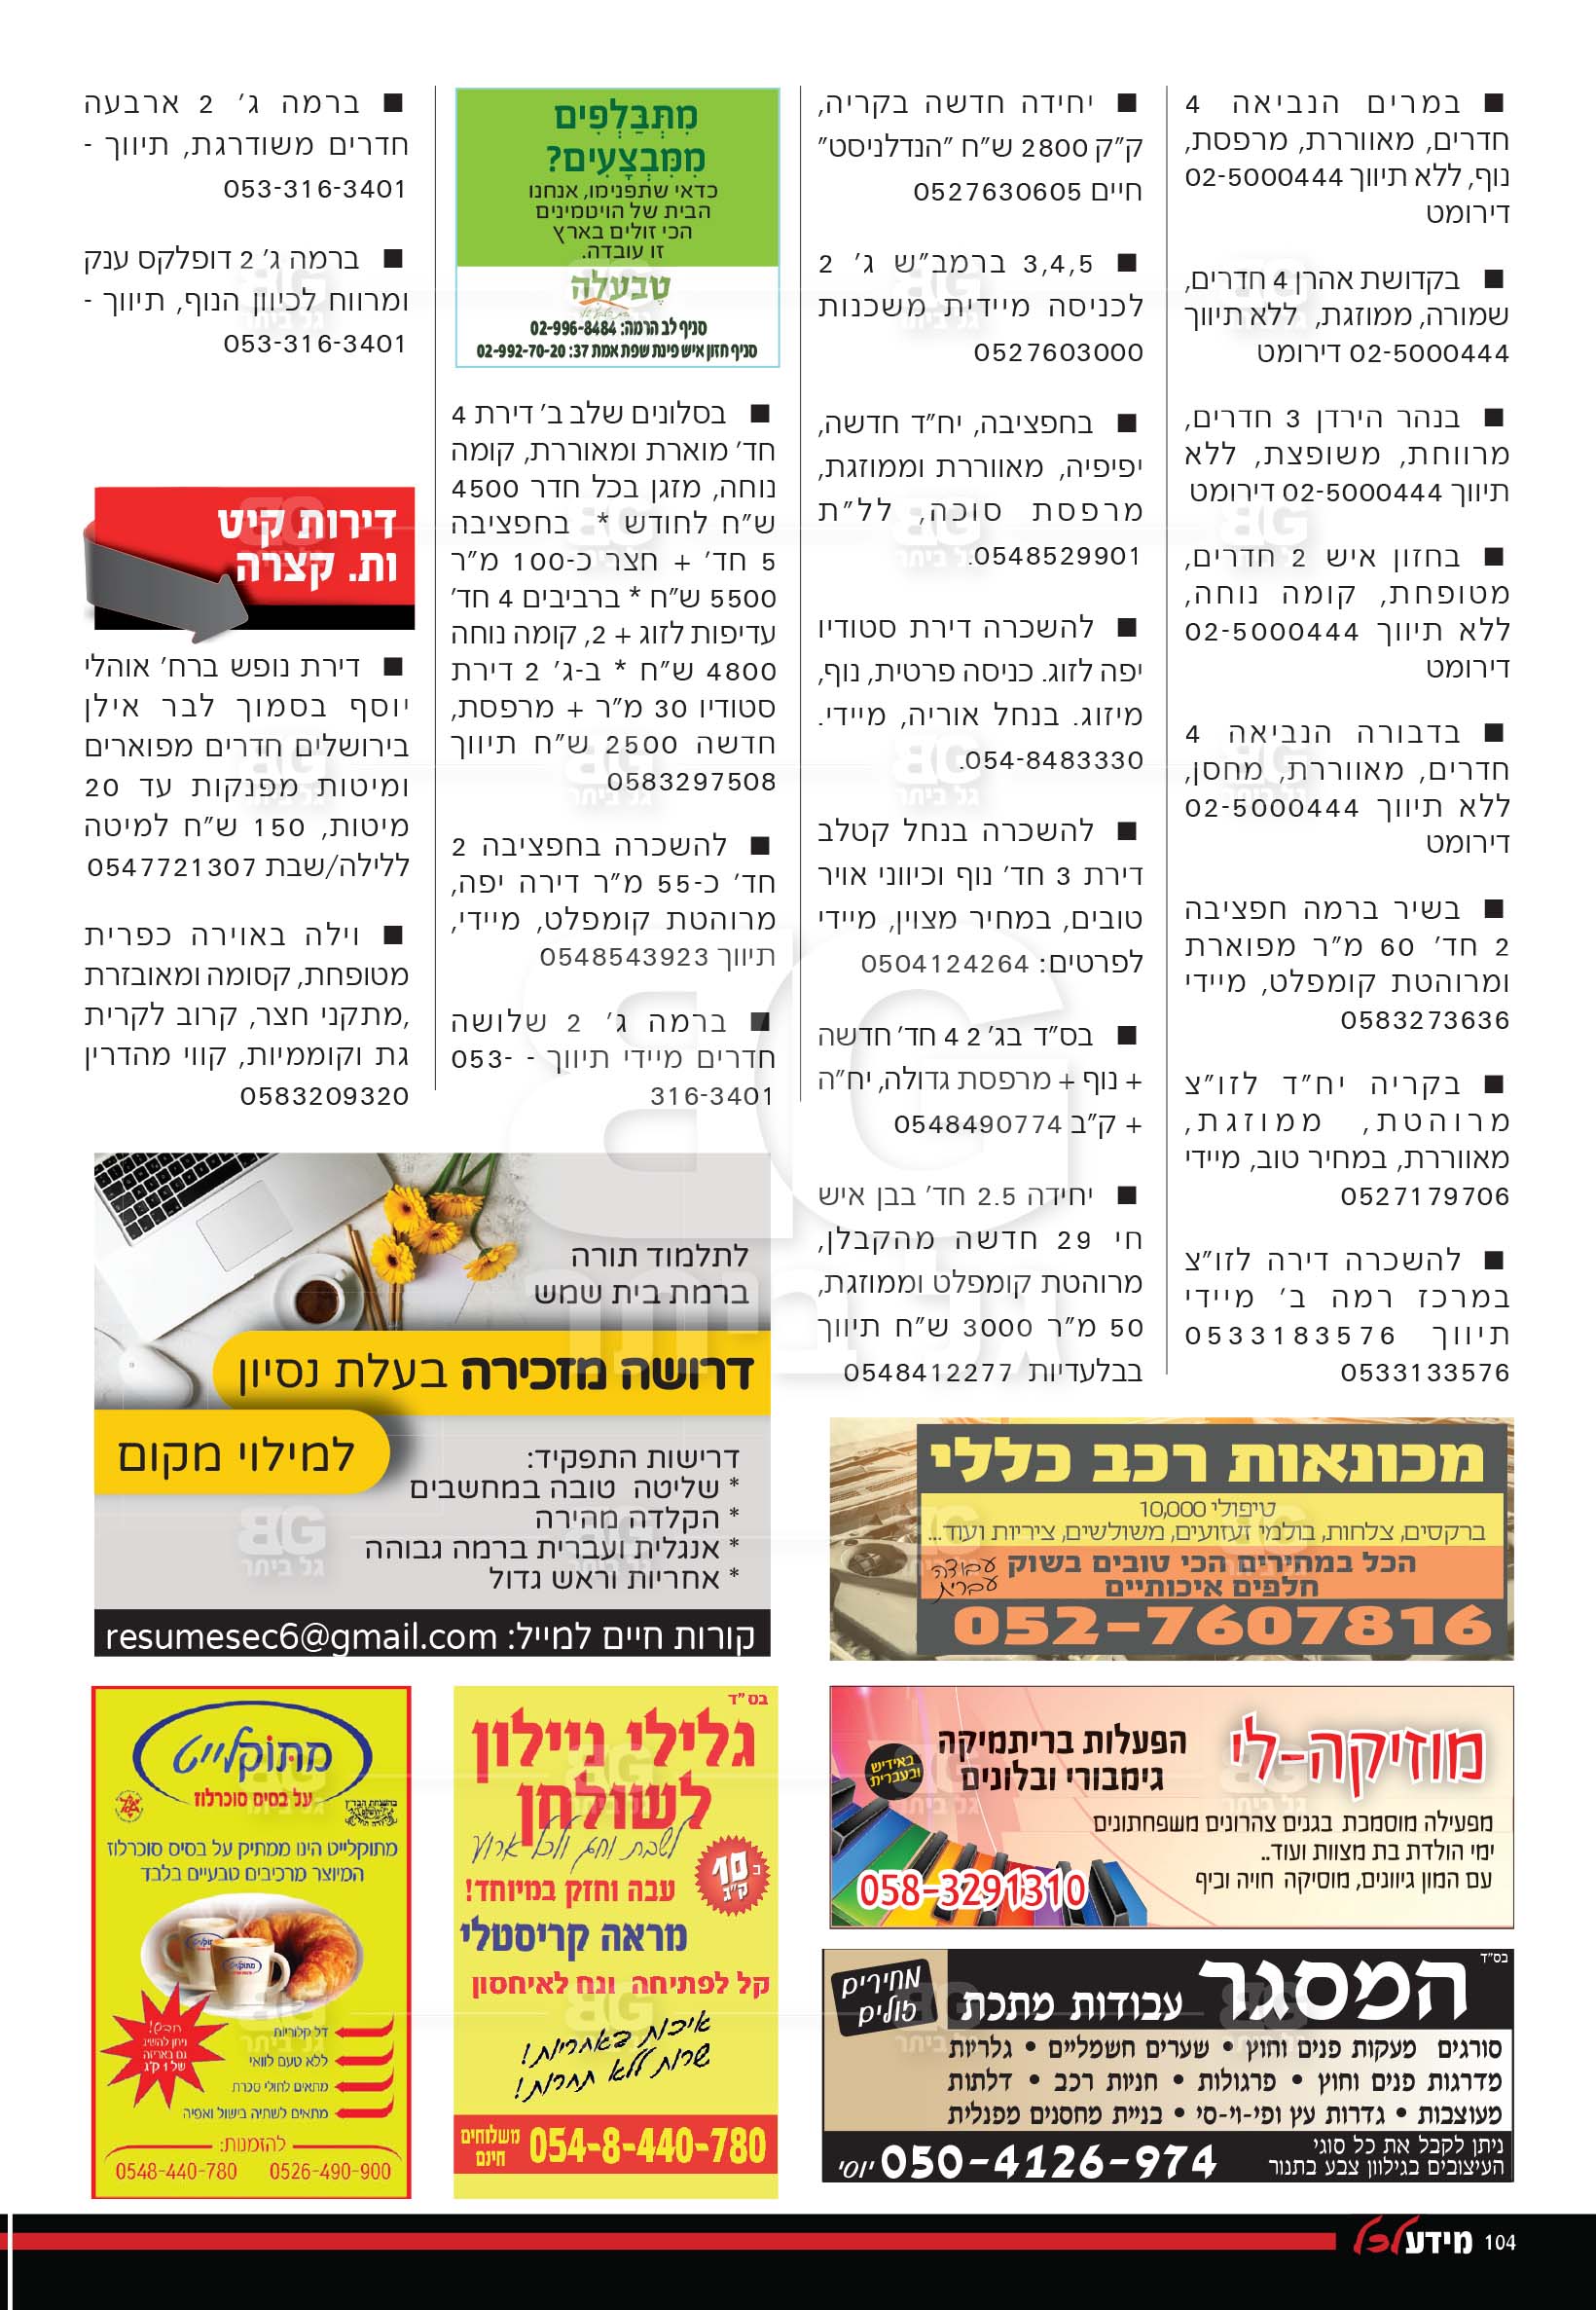 ■ במרים הנביאה 4
חדרים, מאווררת, מרפסת,
נוף, ללא תיווך 02-5000444
דירומט
■ בקדושת אהרן 4 חדרים,
שמורה, ממוזגת, ללא תיווך
02-5000444 דירומט
■ בנהר הירדן 3 חדרים,
מרווחת, משופצת, ללא
תיווך 02-5000444 דירומט
■ בחזון איש 2 חדרים,
מטופחת, קומה נוחה,
ללא תיווך 02-5000444
דירומט
■ בדבורה הנביאה 4
חדרים, מאווררת, מחסן,
ללא תיווך 02-5000444
דירומט
■ בשיר ברמה חפציבה
2 חד' 60 מ"ר מפוארת
ומרוהטת קומפלט, מיידי
0583273636
■ בקריה יח"ד לזו"צ
מרוהטת, ממוזגת,
מאווררת, במחיר טוב, מיידי
0527179706
■ להשכרה דירה לזו"צ
במרכז רמה ב' מיידי
תיווך 0533183576
0533133576
■ יחידה חדשה בקריה,
ק"ק 2800 ש"ח "הנדלניסט"
חיים 0527630605
■ 3,4,5 ברמב"ש ג' 2
לכניסה מיידית משכנות
0527603000
■ בחפציבה, יח"ד חדשה,
יפיפיה, מאווררת וממוזגת,
מרפסת סוכה, לל"ת
0548529901.
■ להשכרה דירת סטודיו
יפה לזוג. כניסה פרטית, נוף,
מיזוג. בנחל אוריה, מיידי.
054-8483330.
■ להשכרה בנחל קטלב
דירת 3 חד' נוף וכיווני אויר
טובים, במחיר מצוין, מיידי
לפרטים: 0504124264
■ בס"ד בג' 2 4 חד' חדשה
+ נוף + מרפסת גדולה, יח"ה
+ ק"ב 0548490774
■ יחידה 2.5 חד' בבן איש
חי 29 חדשה מהקבלן,
מרוהטת קומפלט וממוזגת,
50 מ"ר 3000 ש"ח תיווך
בבלעדיות 0548412277
מִתְבַּלְפִים
מִמִּבְצָעִים?
כדאי שתפנימו, אנחנו
הבית של הויטמינים
הכי זולים בארץ
זו עובדה.
טבעלה
סניף לב הרמה: 02-996-8484
סניף חזון איש פינת שפת אמת 37: 02-992-70-20
■ בסלונים שלב ב' דירת 4
חד' מוארת ומאוררת, קומה
נוחה, מזגן בכל חדר 4500
ש"ח לחודש * בחפציבה
5 חד' + חצר כ-100 מ"ר
5500 ש"ח * ברביבים 4 חד'
עדיפות לזוג + 2, קומה נוחה
4800 ש"ח * ב-ג' 2 דירת
סטודיו 30 מ"ר + מרפסת,
חדשה 2500 ש"ח תיווך
0583297508
■ להשכרה בחפציבה 2
חד' כ-55 מ"ר דירה יפה,
מרוהטת קומפלט, מיידי,
תיווך 0548543923
■ ברמה ג' 2 שלושה
חדרים מיידי תיווך - 053-
316-3401
■ ברמה ג' 2 ארבעה
חדרים משודרגת, תיווך -
053-316-3401
■ ברמה ג' 2 דופלקס ענק
ומרווח לכיוון הנוף, תיווך -
053-316-3401
דירות קיט
ות. קצרה
■ דירת נופש ברח' אוהלי
יוסף בסמוך לבר אילן
בירושלים חדרים מפוארים
ומיטות מפנקות עד 20
מיטות, 150 ש"ח למיטה
ללילה/שבת 0547721307
■ וילה באוירה כפרית
מטופחת, קסומה ומאובזרת
,מתקני חצר, קרוב לקרית
גת וקוממיות, קווי מהדרין
0583209320
לתלמוד תורה
ברמת בית שמש
דרושה מזכירה בעלת נסיון
למילוי מקום
דרישות התפקיד:
* שליטה טובה במחשבים
* הקלדה מהירה
* אנגלית ועברית ברמה גבוהה
* אחריות וראש גדול
קורות חיים למייל: resumesec6@gmail.com
מכונאות רכב כללי
טיפולי 10,000
ברקסים, צלחות, בולמי זעזועים, משולשים, ציריות ועוד...
הכל במחירים הכי טובים בשוק
חלפים איכותיים
עבודה
עברית
052-7607816
מוזיקה-לי
הפעלות בריתמיקה
גימבורי ובלונים
באידיש
ובעברית
מפעילה מוסמכת בגנים צהרונים משפחתונים
ימי הולדת בת מצוות ועוד..
עם המון גיוונים, מוסיקה חויה וכיף
058-3291310
בס"ד
המסגר עבודות מתכת
מחירים
זולים
סורגים מעקות פנים וחוץ • שערים חשמליים • גלריות
מדרגות פנים וחוץ • פרגולות • חניות רכב • דלתות
מעוצבות • גדרות עץ ופי-וי-סי • בניית מחסנים מפנלית
ניתן לקבל את כל סוגי
העיצובים בגילוון צבע בתנור
050-4126-974 יוסי
בס"ד
גלילי ניילון
לשולחן
לשבת וחג ולכל ארוע
ב 10 ק"ג
עבה וחזק במיוחד!
מראה קריסטלי
קל לפתיחה ונח לאיחסון
איכות באחריות!
שרות ללא תחרות!
054-8-440-780
משלוחים
חינם
מתוקלייט
על בסיס סוכרלוז
מתוקלייט הינו ממתיק על בסיס סוכרלוז
המיוצר מרכיבים טבעיים בלבד
חדש!
ניתן להשיג
גם באריזה
של 1 ק"ג
דל קלוריות
ללא טעם לוואי
מתאים לחולי סכרת
מתאים לשתיה בישול ואפיה
להזמנות:
0526-490-900
0548-440-780
104 מידע לכל
BG
גל ביתר